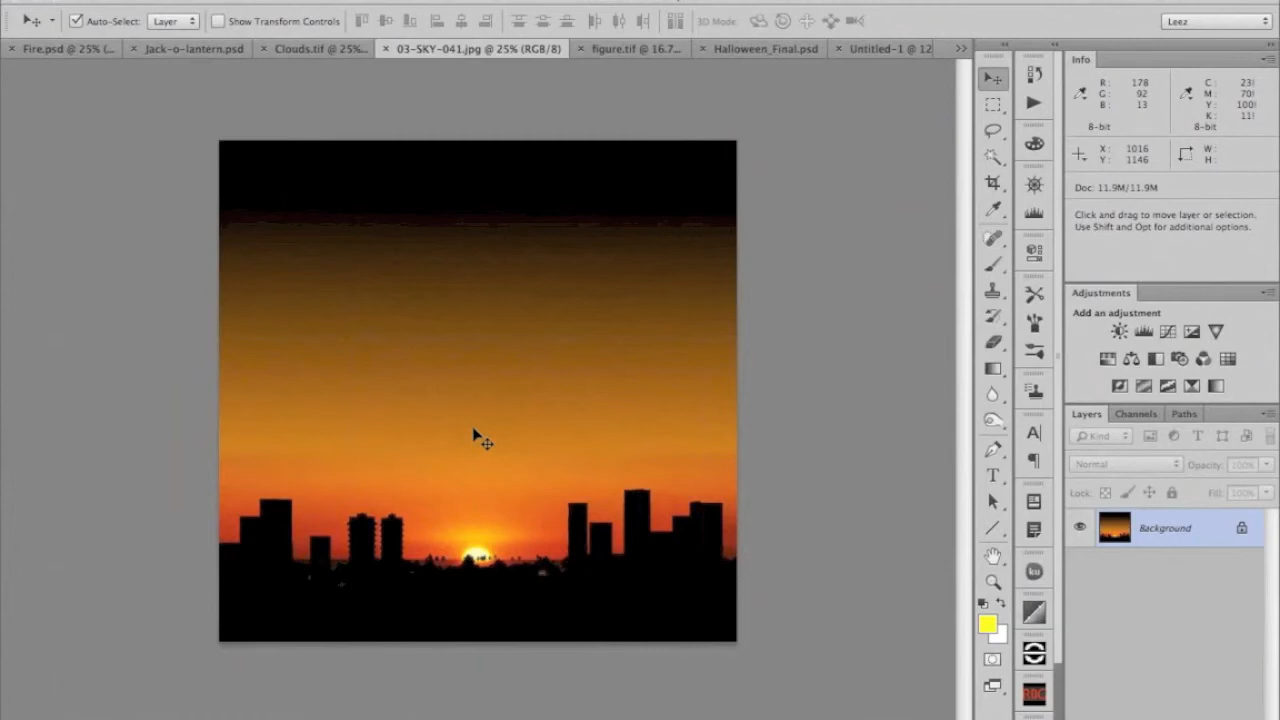 Auto-Select: Layer Show Transform Controls 3D Mode: Leez
Fire.psd @ 25% (... Jack-o-lantern.psd Clouds.tif @ 25%... 03-SKY-041.jpg @ 25% (RGB/8) figure.tif @ 16.7... Halloween_Final.psd Untitled-1 @ 12
Info
R: 178 C: 23!
G: 92 M: 70!
B: 13 Y: 100!
K: 11!
8-bit 8-bit
X: 1016 W:
Y: 1146 H:
Doc: 11.9M/11.9M
Click and drag to move layer or selection.
Use Shift and Opt for additional options.
Adjustments
Add an adjustment
Layers Channels Paths
Kind
Normal Opacity: 100%
Lock: Fill: 100%
Background
ku
RBC